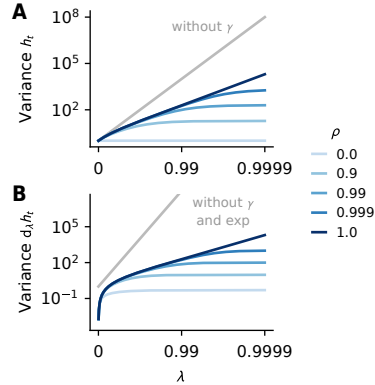 A
Variance h_t
10^8
10^5
10^2
without γ
0
0.99
0.9999
ρ
0.0
0.9
0.99
0.999
1.0
B
Variance d_λ h_t
10^5
10^2
10^−1
without γ
and exp
0
0.99
0.9999
λ